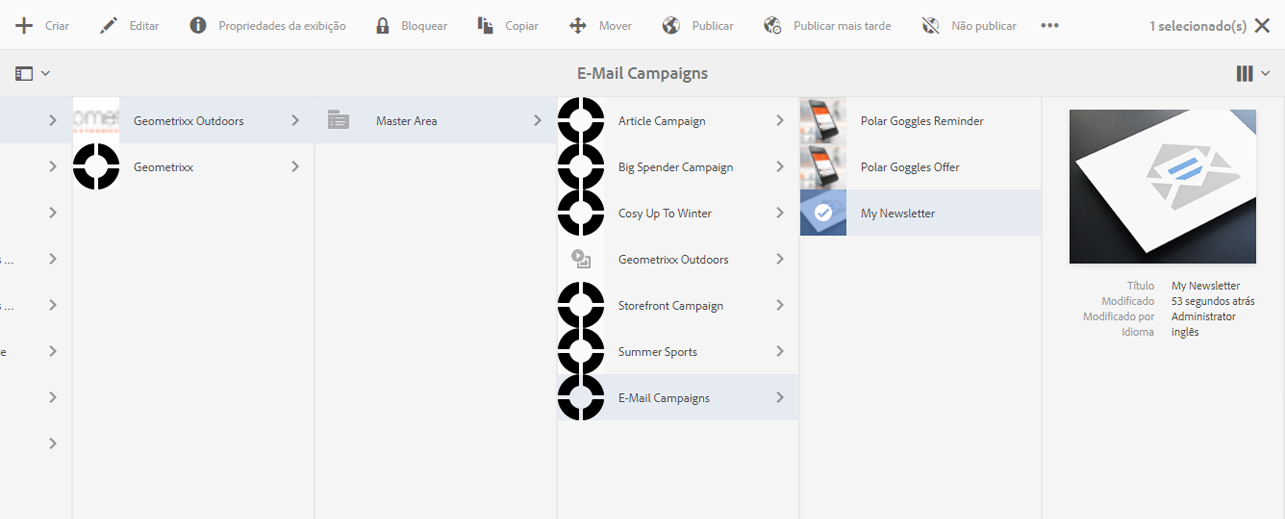 Criar Editar Propriedades da exibição Bloquear Copiar Mover Publicar Publicar mais tarde Não publicar 1 selecionado(s)
E-Mail Campaigns
Geometrixx Outdoors
Geometrixx
s ...
s ...
te
Master Area
Article Campaign
Big Spender Campaign
Cosy Up To Winter
Geometrixx Outdoors
Storefront Campaign
Summer Sports
E-Mail Campaigns
Polar Goggles Reminder
Polar Goggles Offer
My Newsletter
Título My Newsletter
Modificado 53 segundos atrás
Modificado por Administrator
Idioma inglês